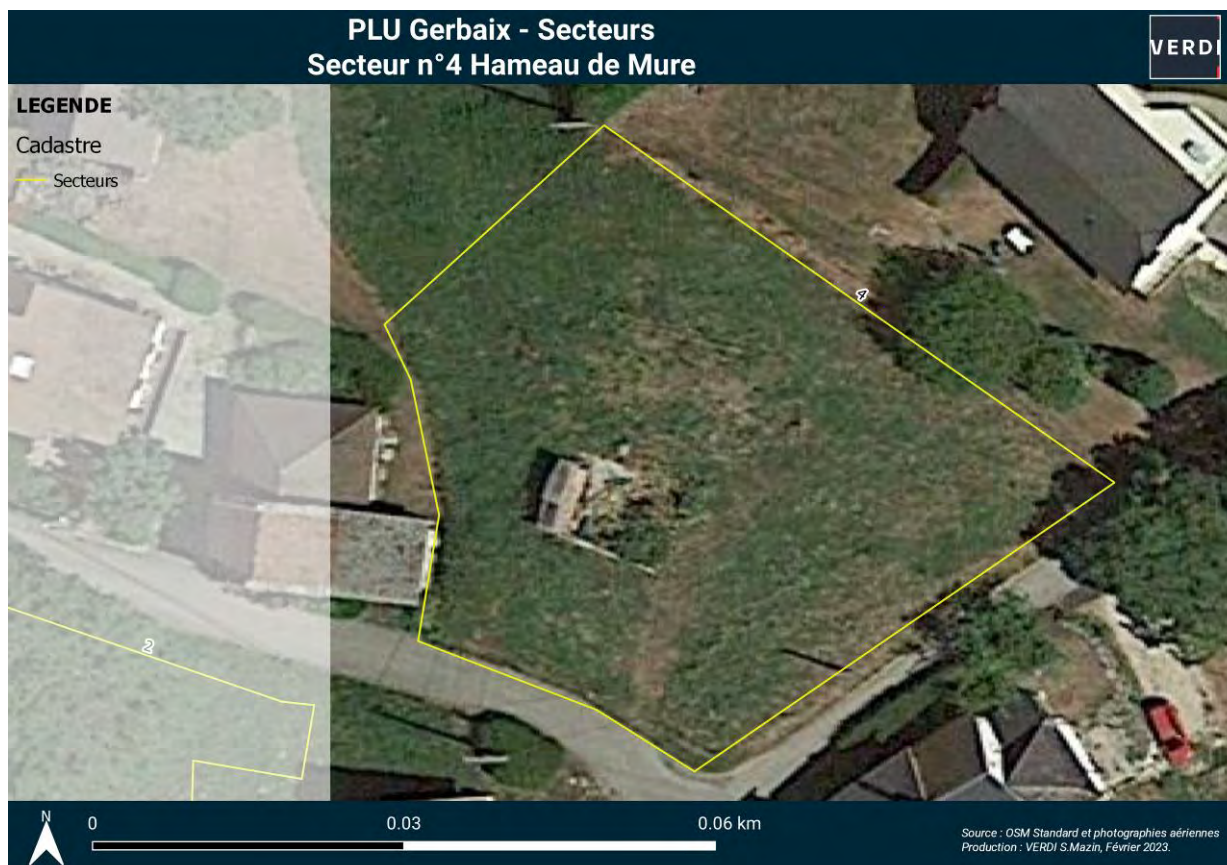 PLU Gerbaix - Secteurs
Secteur n°4 Hameau de Mure
VERDI
LEGENDE
Cadastre
Secteurs
4
2
N
0 0.03 0.06 km
Source : OSM Standard et photographies aériennes
Production : VERDI S.Mazin, Février 2023.